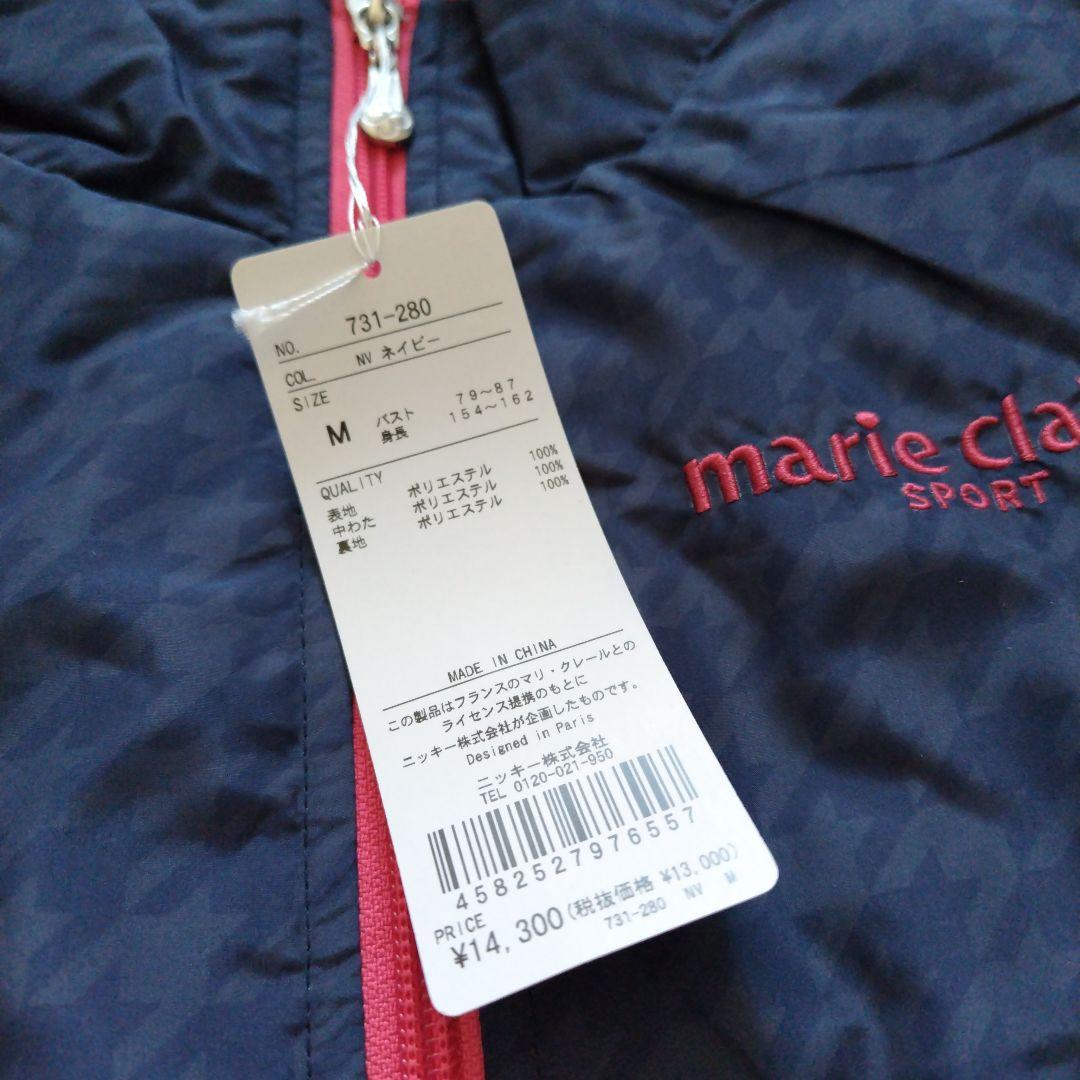 NO. 731-280
COL. NV ネイビー
SIZE
M バスト 79～87
身長 154～162
QUALITY
表地 ポリエステル 100%
中わた ポリエステル 100%
裏地 ポリエステル 100%
MADE IN CHINA
この製品はフランスのマリ・クレールとの
ライセンス提携のもとに
ニッキー株式会社が企画したものです。
Designed in Paris
ニッキー株式会社
TEL 0120-021-950
4582527976557
PRICE
¥14,300(税抜価格 ¥13,000)
731-280 NV M
marie cla
SPORT